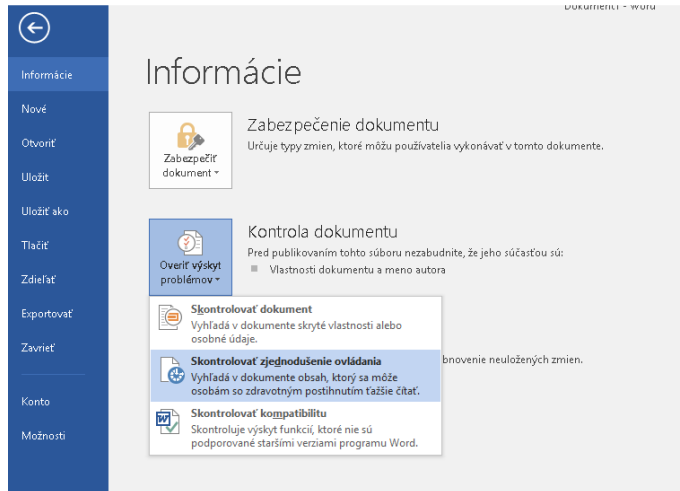 Dokument1 - Word
Informácie
Informácie
Nové
Otvoriť
Uložiť
Uložiť ako
Tlačiť
Zdieľať
Exportovať
Zavrieť
Konto
Možnosti
Zabezpečiť
dokument
Zabezpečenie dokumentu
Určuje typy zmien, ktoré môžu používatelia vykonávať v tomto dokumente.
Overiť výskyt
problémov
Kontrola dokumentu
Pred publikovaním tohto súboru nezabudnite, že jeho súčasťou sú:
Vlastnosti dokumentu a meno autora
Skontrolovať dokument
Vyhľadá v dokumente skryté vlastnosti alebo
osobné údaje.
Skontrolovať zjednodušenie ovládania
Vyhľadá v dokumente obsah, ktorý sa môže
osobám so zdravotným postihnutím ťažšie čítať.
bnovenie neuložených zmien.
Skontrolovať kompatibilitu
Skontroluje výskyt funkcií, ktoré nie sú
podporované staršími verziami programu Word.